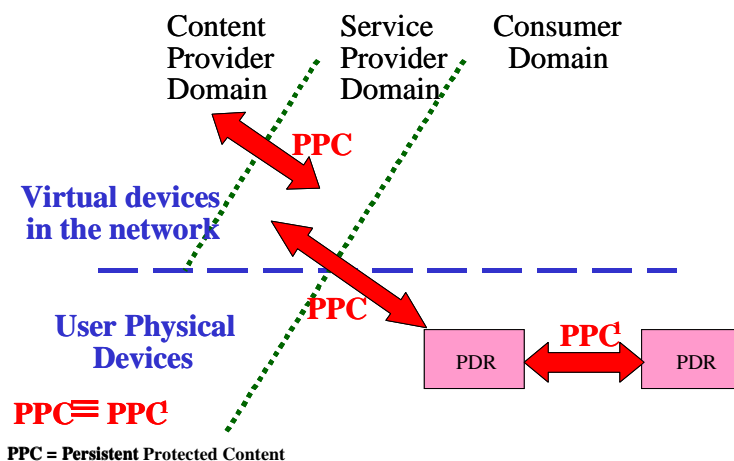 Content
Provider
Domain
Service
Provider
Domain
Consumer
Domain
PPC
Virtual devices
in the network
PPC
User Physical
Devices
PDR
PPC¹
PDR
PPC≡ PPC¹
PPC = Persistent Protected Content